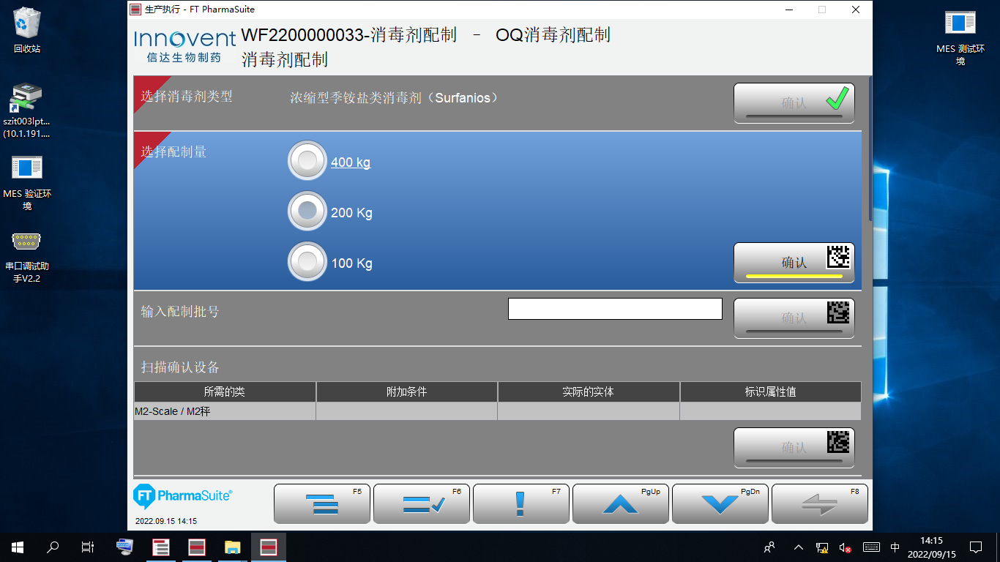 生产执行 - FT PharmaSuite
回收站
szit003lpt...
(10.1.191....
MES 验证环
境
串口调试助
手V2.2
MES 测试环
境
Innovent
信达生物制药
WF2200000033-消毒剂配制 - OQ消毒剂配制
消毒剂配制
选择消毒剂类型
浓缩型季铵盐类消毒剂（Surfanios）
确认
选择配制量
400 kg
200 Kg
100 Kg
确认
输入配制批号
确认
扫描确认设备
所需的类 附加条件 实际的实体 标识属性值
M2-Scale / M2秤
确认
FT PharmaSuite®
2022.09.15 14:15
F5 F6 F7 PgUp PgDn F8
中
14:15
2022/09/15